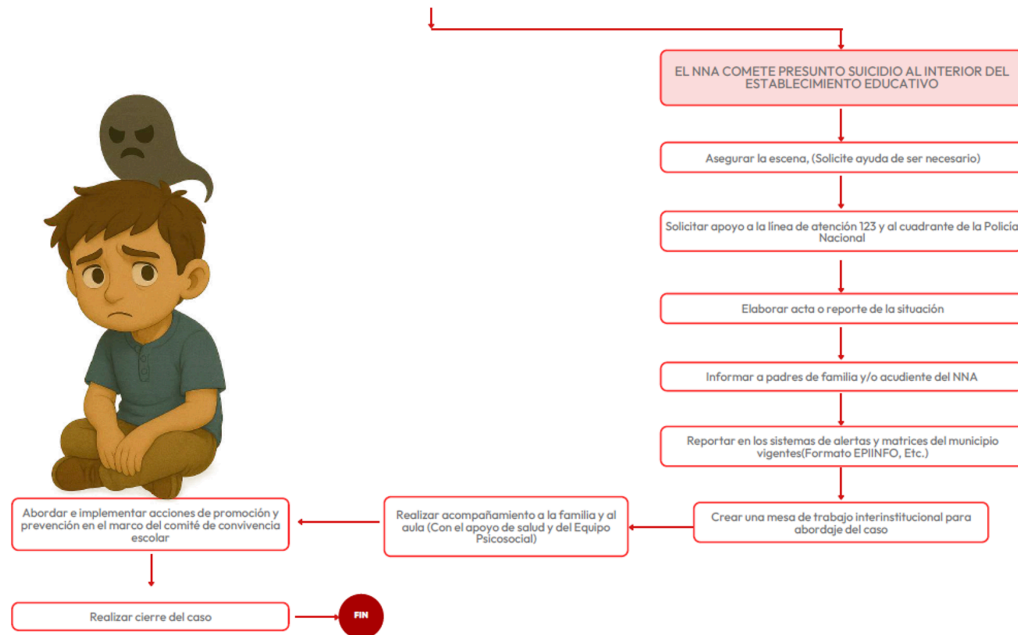 EL NNA COMETE PRESUNTO SUICIDIO AL INTERIOR DEL
ESTABLECIMIENTO EDUCATIVO
Asegurar la escena, (Solicite ayuda de ser necesario)
Solicitar apoyo a la línea de atención 123 y al cuadrante de la Policía
Nacional
Elaborar acta o reporte de la situación
Informar a padres de familia y/o acudiente del NNA
Reportar en los sistemas de alertas y matrices del municipio
vigentes(Formato EPIINFO, Etc.)
Crear una mesa de trabajo interinstitucional para
abordaje del caso
Realizar acompañamiento a la familia y al
aula (Con el apoyo de salud y del Equipo
Psicosocial)
Abordar e implementar acciones de promoción y
prevención en el marco del comité de convivencia
escolar
Realizar cierre del caso
FIN